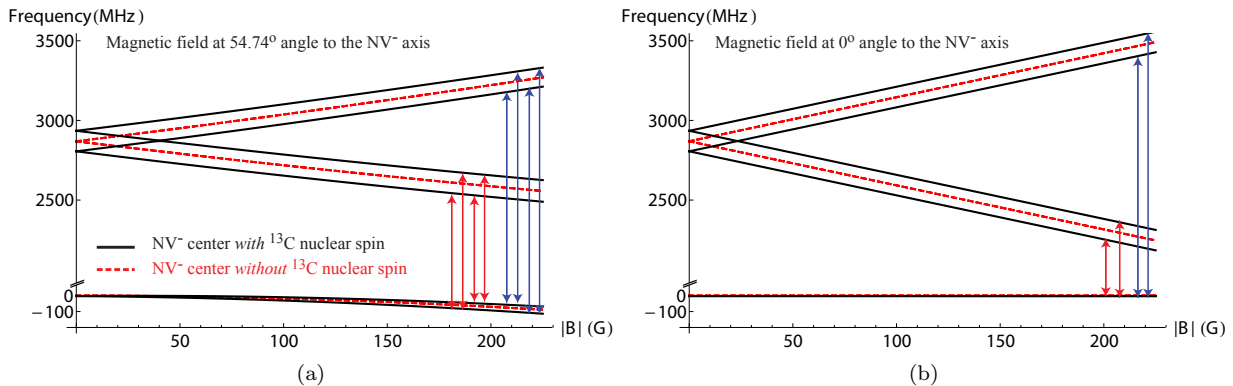 Frequency(MHz)
3500
3000
2500
0
−100
Magnetic field at 54.74º angle to the NV⁻ axis
NV⁻ center with ¹³C nuclear spin
NV⁻ center without ¹³C nuclear spin
50
100
150
200
|B| (G)
(a)
Frequency(MHz)
3500
3000
2500
0
−100
Magnetic field at 0º angle to the NV⁻ axis
50
100
150
200
|B| (G)
(b)